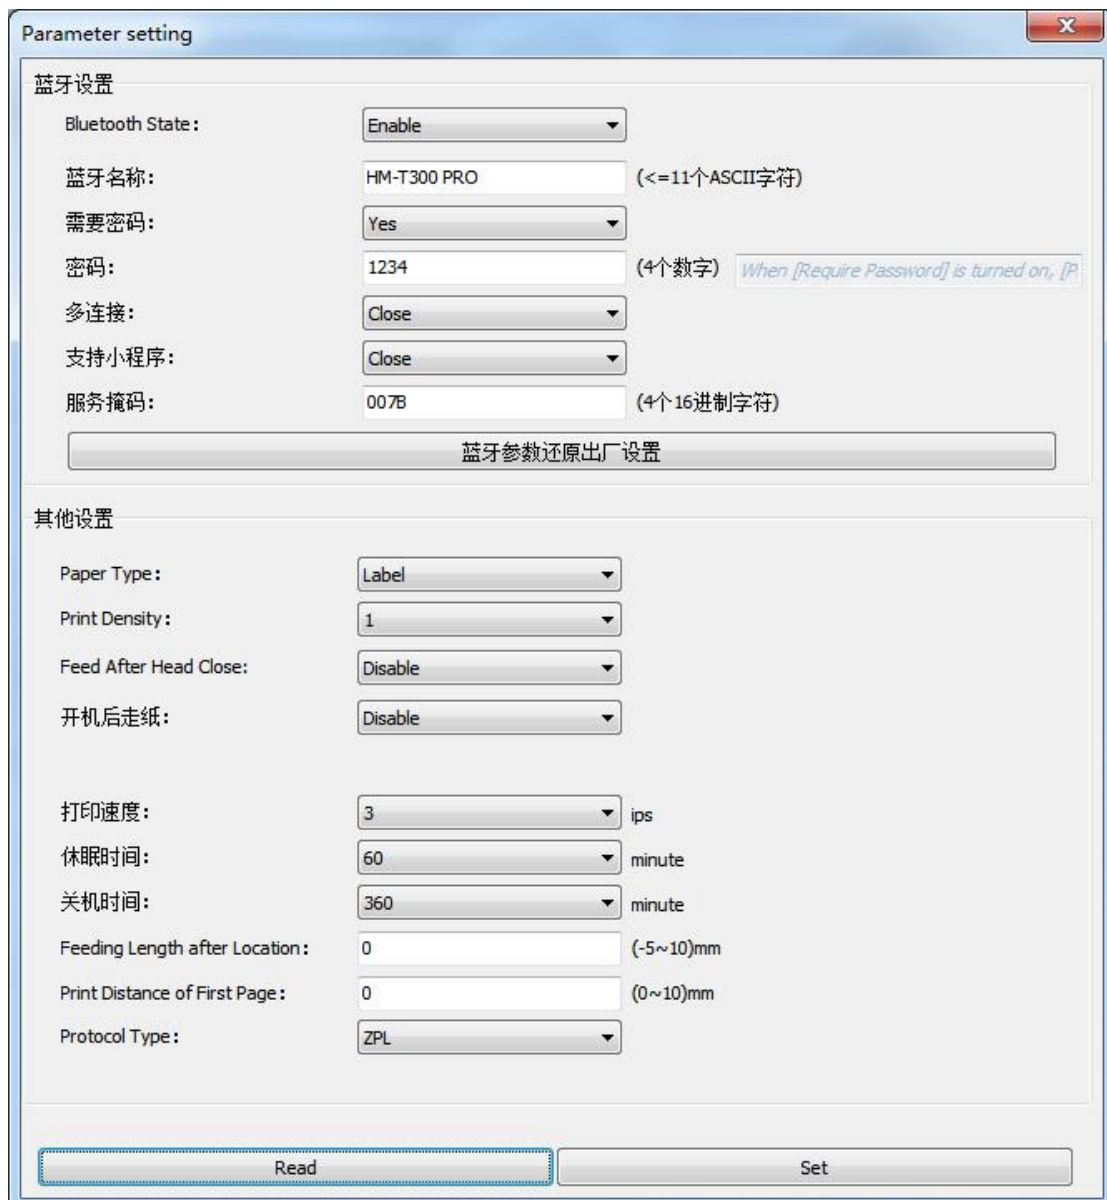 Parameter setting
蓝牙设置
Bluetooth State: Enable
蓝牙名称: HM-T300 PRO (<=11个ASCII字符)
需要密码: Yes
密码: 1234 (4个数字) When [Require Password] is turned on, [P
多连接: Close
支持小程序: Close
服务掩码: 007B (4个16进制字符)
蓝牙参数还原出厂设置
其他设置
Paper Type: Label
Print Density: 1
Feed After Head Close: Disable
开机后走纸: Disable
打印速度: 3 ips
休眠时间: 60 minute
关机时间: 360 minute
Feeding Length after Location: 0 (-5~10)mm
Print Distance of First Page: 0 (0~10)mm
Protocol Type: ZPL
Read Set